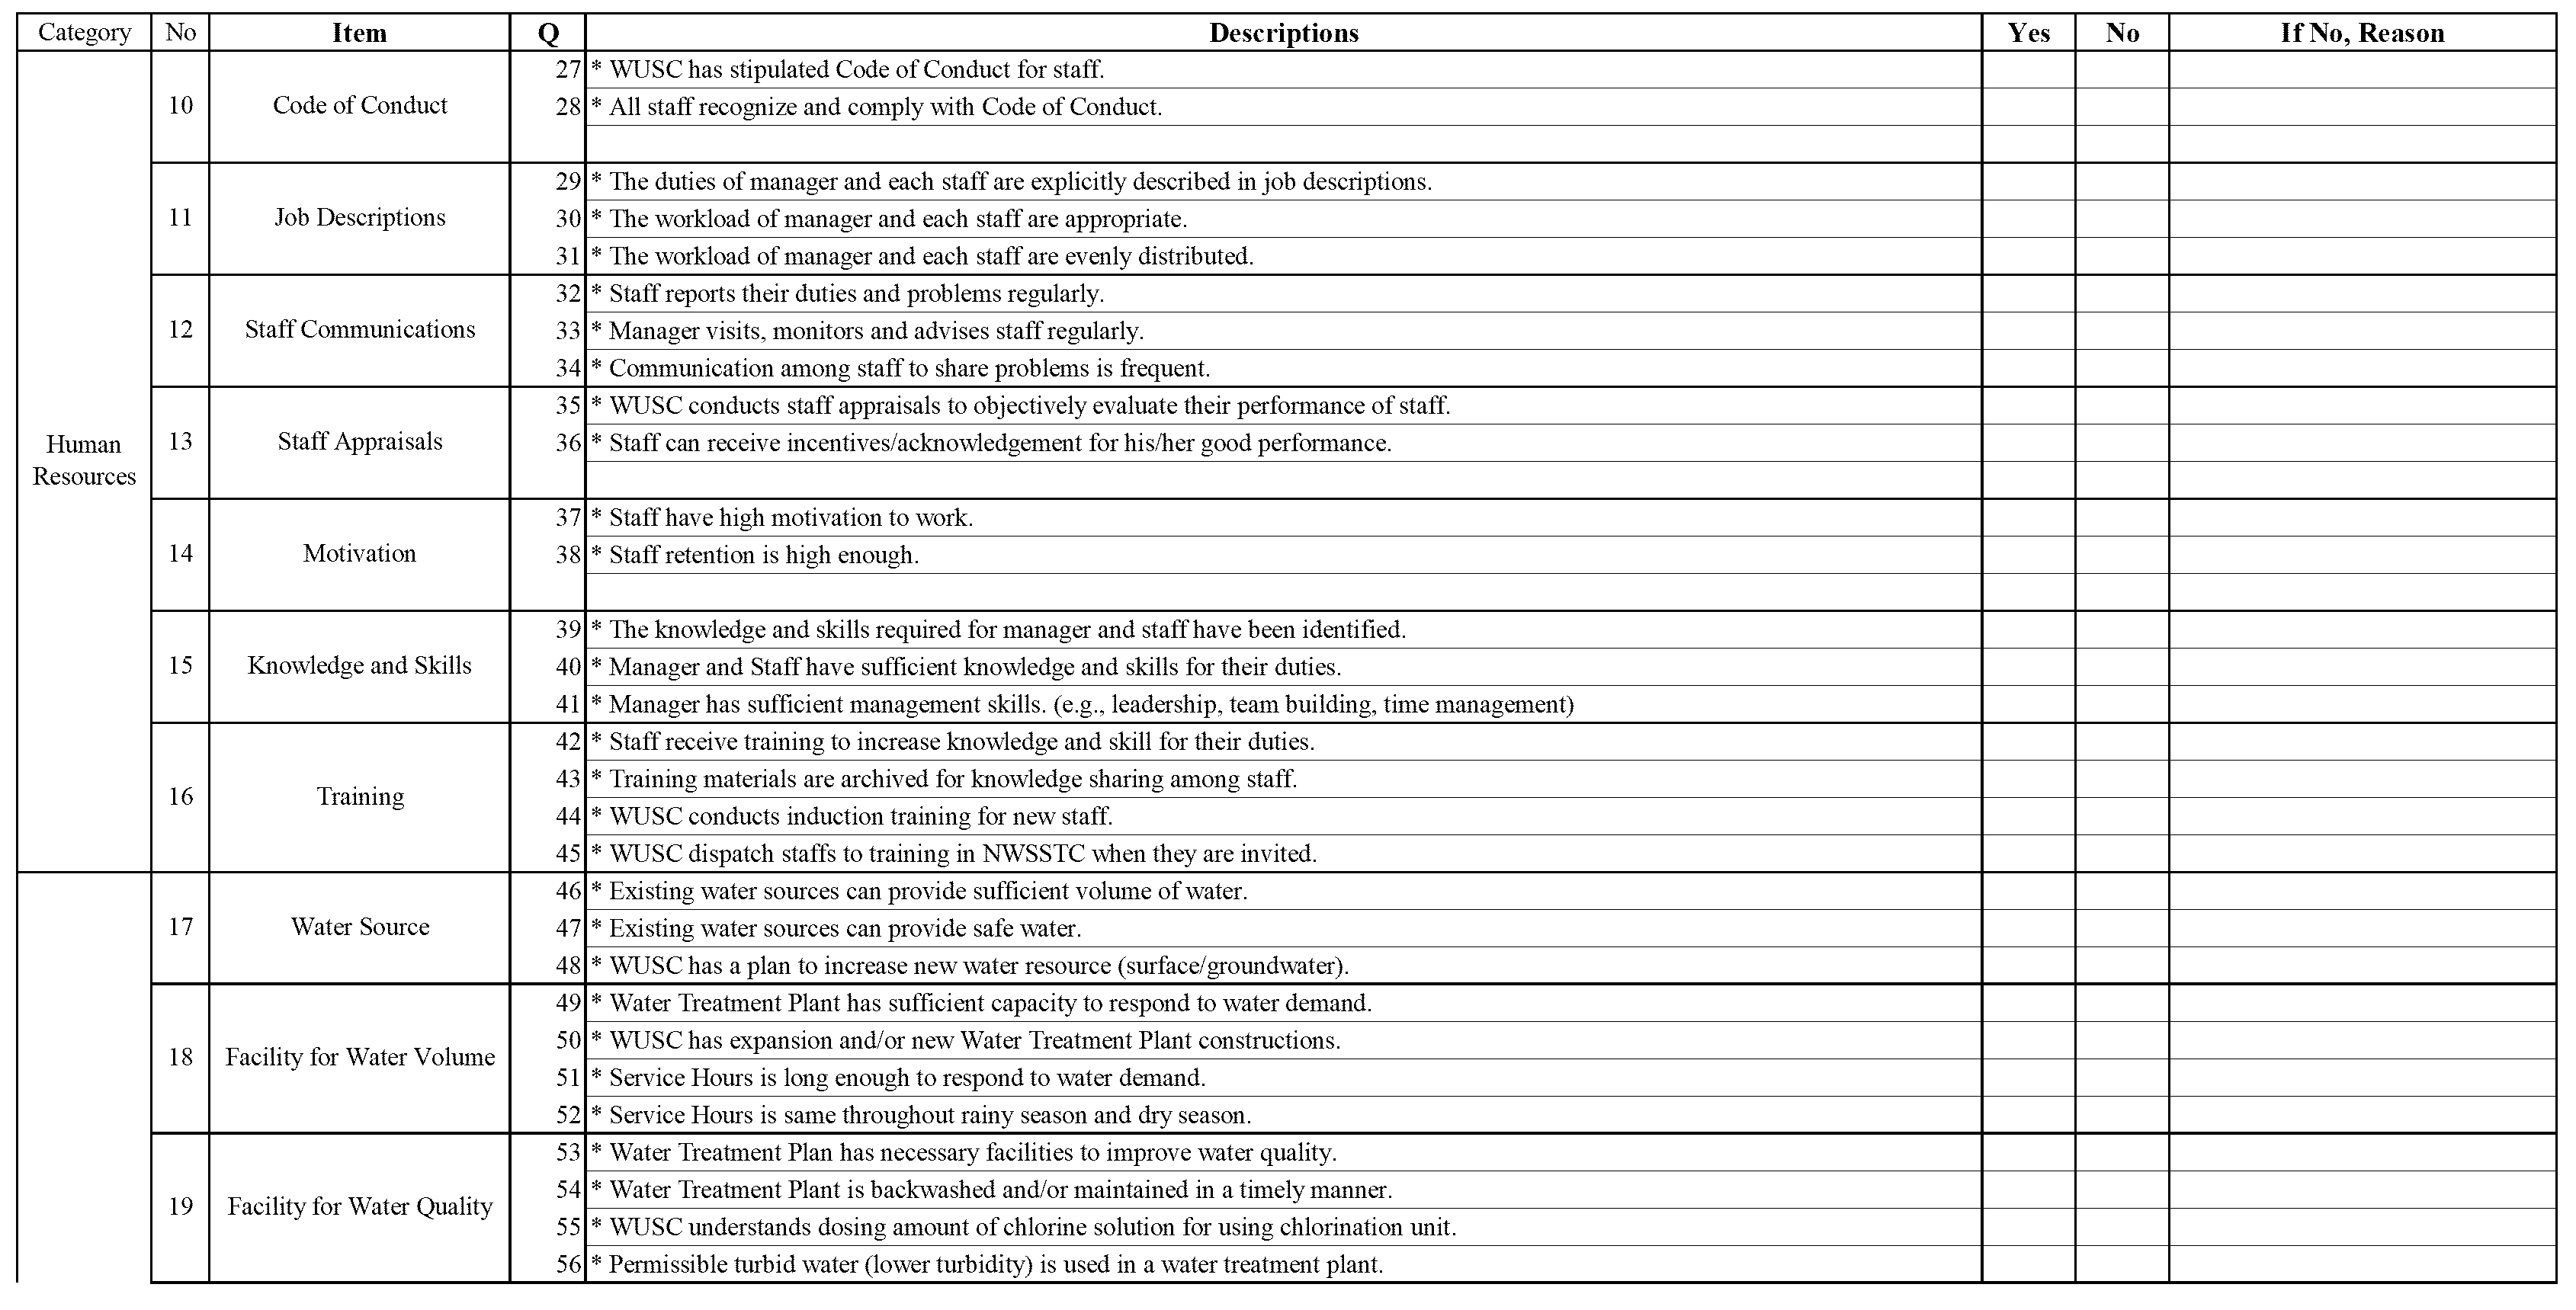 Category No Item Q Descriptions Yes No If No, Reason
Human
Resources
10 Code of Conduct
27 * WUSC has stipulated Code of Conduct for staff.
28 * All staff recognize and comply with Code of Conduct.
11 Job Descriptions
29 * The duties of manager and each staff are explicitly described in job descriptions.
30 * The workload of manager and each staff are appropriate.
31 * The workload of manager and each staff are evenly distributed.
12 Staff Communications
32 * Staff reports their duties and problems regularly.
33 * Manager visits, monitors and advises staff regularly.
34 * Communication among staff to share problems is frequent.
13 Staff Appraisals
35 * WUSC conducts staff appraisals to objectively evaluate their performance of staff.
36 * Staff can receive incentives/acknowledgement for his/her good performance.
14 Motivation
37 * Staff have high motivation to work.
38 * Staff retention is high enough.
15 Knowledge and Skills
39 * The knowledge and skills required for manager and staff have been identified.
40 * Manager and Staff have sufficient knowledge and skills for their duties.
41 * Manager has sufficient management skills. (e.g., leadership, team building, time management)
16 Training
42 * Staff receive training to increase knowledge and skill for their duties.
43 * Training materials are archived for knowledge sharing among staff.
44 * WUSC conducts induction training for new staff.
45 * WUSC dispatch staffs to training in NWSSTC when they are invited.
17 Water Source
46 * Existing water sources can provide sufficient volume of water.
47 * Existing water sources can provide safe water.
48 * WUSC has a plan to increase new water resource (surface/groundwater).
18 Facility for Water Volume
49 * Water Treatment Plant has sufficient capacity to respond to water demand.
50 * WUSC has expansion and/or new Water Treatment Plant constructions.
51 * Service Hours is long enough to respond to water demand.
52 * Service Hours is same throughout rainy season and dry season.
19 Facility for Water Quality
53 * Water Treatment Plan has necessary facilities to improve water quality.
54 * Water Treatment Plant is backwashed and/or maintained in a timely manner.
55 * WUSC understands dosing amount of chlorine solution for using chlorination unit.
56 * Permissible turbid water (lower turbidity) is used in a water treatment plant.